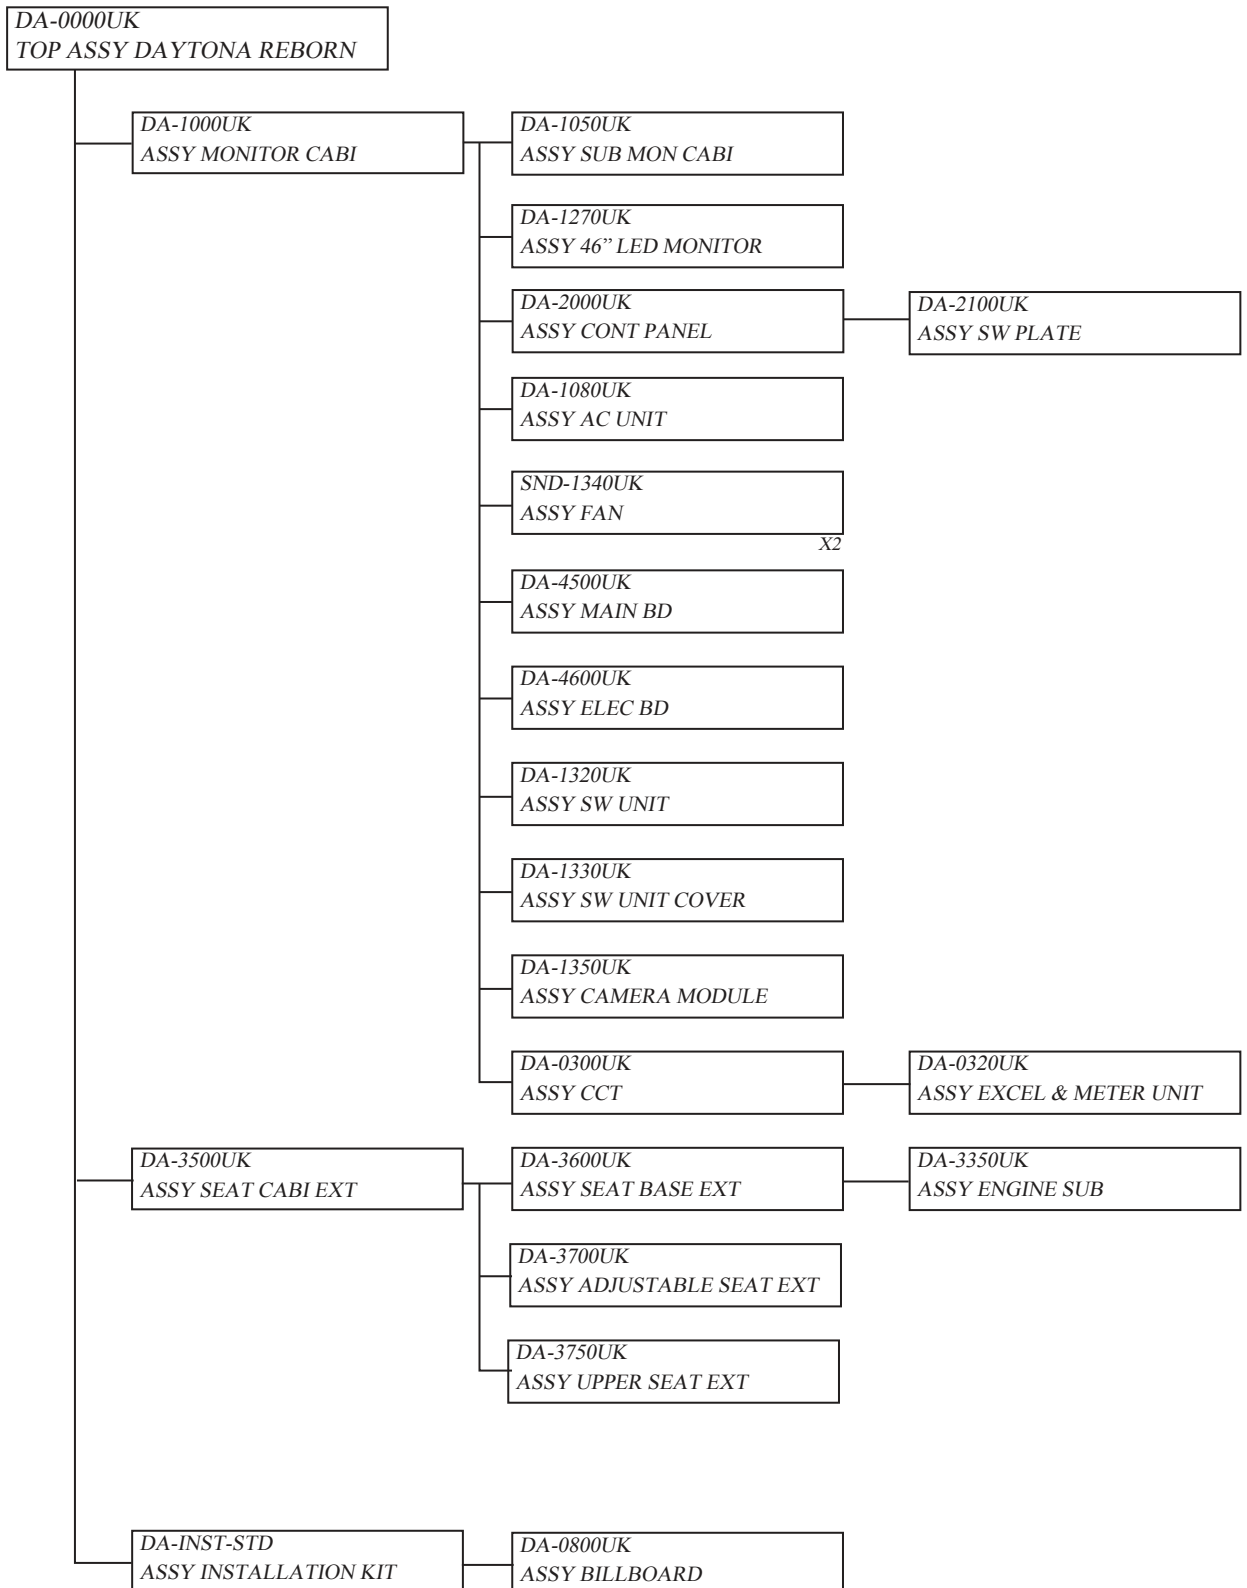 DA-0000UK
TOP ASSY DAYTONA REBORN
DA-1000UK
ASSY MONITOR CABI
DA-1050UK
ASSY SUB MON CABI
DA-1270UK
ASSY 46” LED MONITOR
DA-2000UK
ASSY CONT PANEL
DA-2100UK
ASSY SW PLATE
DA-1080UK
ASSY AC UNIT
SND-1340UK
ASSY FAN
X2
DA-4500UK
ASSY MAIN BD
DA-4600UK
ASSY ELEC BD
DA-1320UK
ASSY SW UNIT
DA-1330UK
ASSY SW UNIT COVER
DA-1350UK
ASSY CAMERA MODULE
DA-0300UK
ASSY CCT
DA-0320UK
ASSY EXCEL & METER UNIT
DA-3500UK
ASSY SEAT CABI EXT
DA-3600UK
ASSY SEAT BASE EXT
DA-3350UK
ASSY ENGINE SUB
DA-3700UK
ASSY ADJUSTABLE SEAT EXT
DA-3750UK
ASSY UPPER SEAT EXT
DA-INST-STD
ASSY INSTALLATION KIT
DA-0800UK
ASSY BILLBOARD